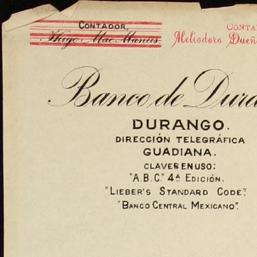 CONTADOR,
CONTA
Hugo Mac Manus
Meliodoro Dueñ
Banco de Dura
DURANGO.
DIRECCIÓN TELEGRÁFICA
GUADIANA.
CLAVES EN USO:
"A.B.C." 4ª EDICIÓN.
"LIEBER'S STANDARD CODE".
"BANCO CENTRAL MEXICANO".